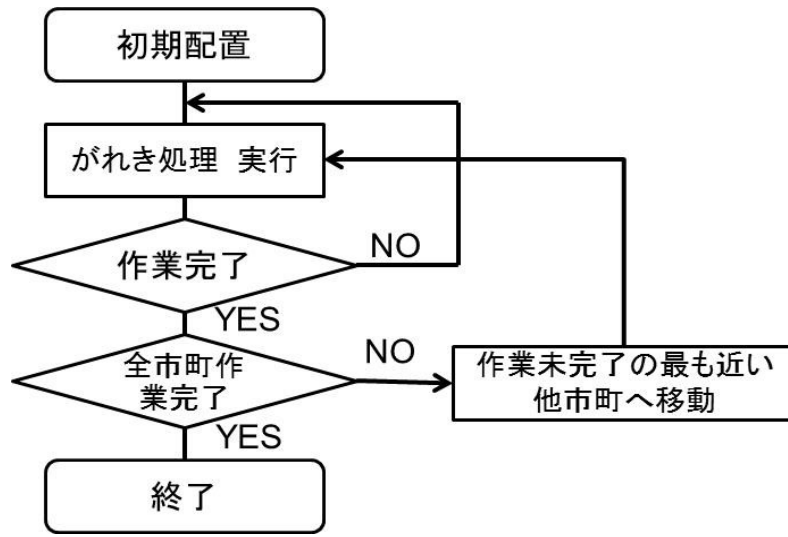 初期配置
がれき処理 実行
作業完了
NO
YES
全市町作
業完了
NO
作業未完了の最も近い
他市町へ移動
YES
終了